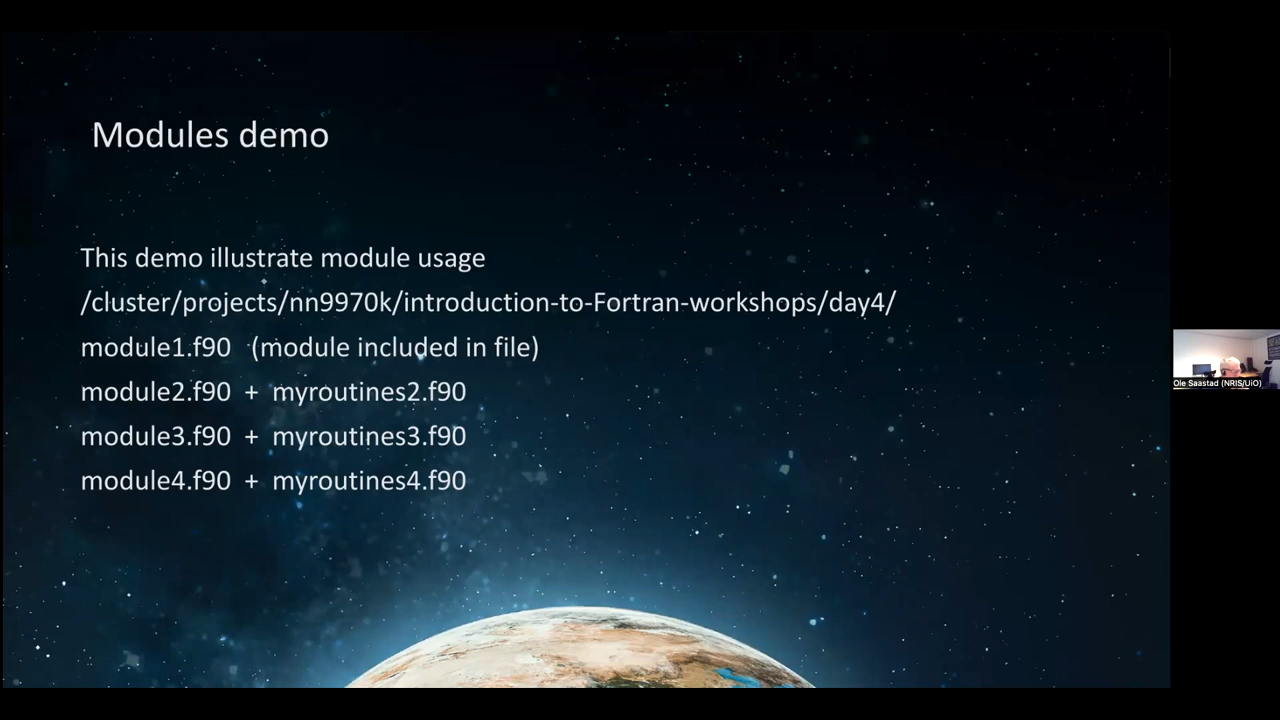 Modules demo
This demo illustrate module usage
/cluster/projects/nn9970k/introduction-to-Fortran-workshops/day4/
module1.f90 (module included in file)
module2.f90 + myroutines2.f90
module3.f90 + myroutines3.f90
module4.f90 + myroutines4.f90
Ole Saastad (NRIS/UiO)